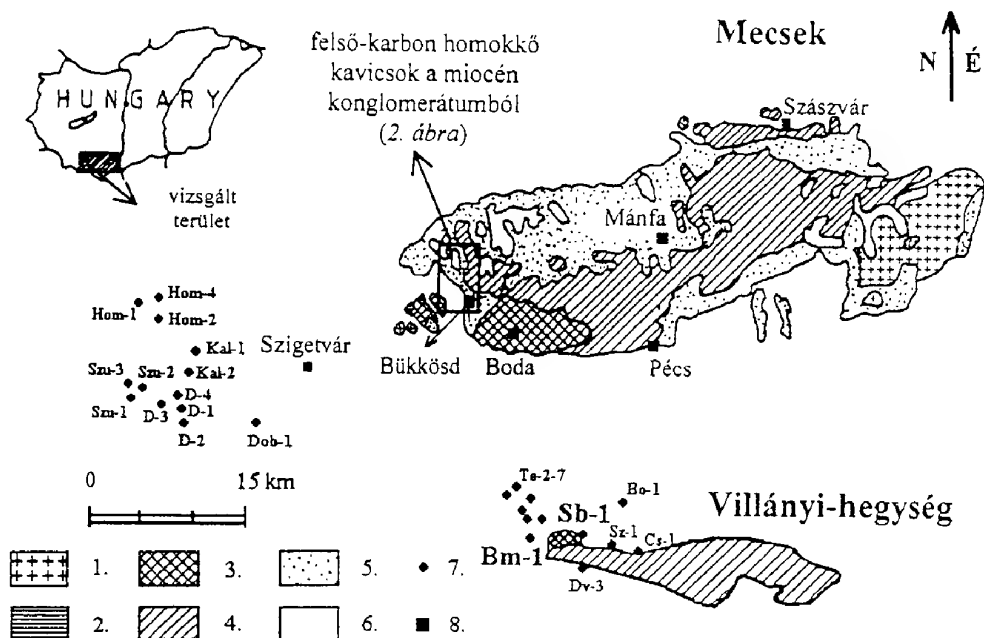 felső-karbon homokkő
kavicsok a miocén
konglomerátumból
(2. ábra)
Mecsek
N É
HUNGARY
vizsgált
terület
Szászvár
Mánfa
Hom-4
Hom-1
Hom-2
Kal-1
Szigetvár
Bükkösd
Boda
Pécs
Szu-3
Szu-2
Kal-2
D-4
Szu-1
D-3
D-1
D-2
Dob-1
0 15 km
Te-2-7
Bo-1
Villányi-hegység
Sb-1
Sz-1
Cs-1
Bm-1
Dv-3
1. 3. 5. 7.
2. 4. 6. 8.